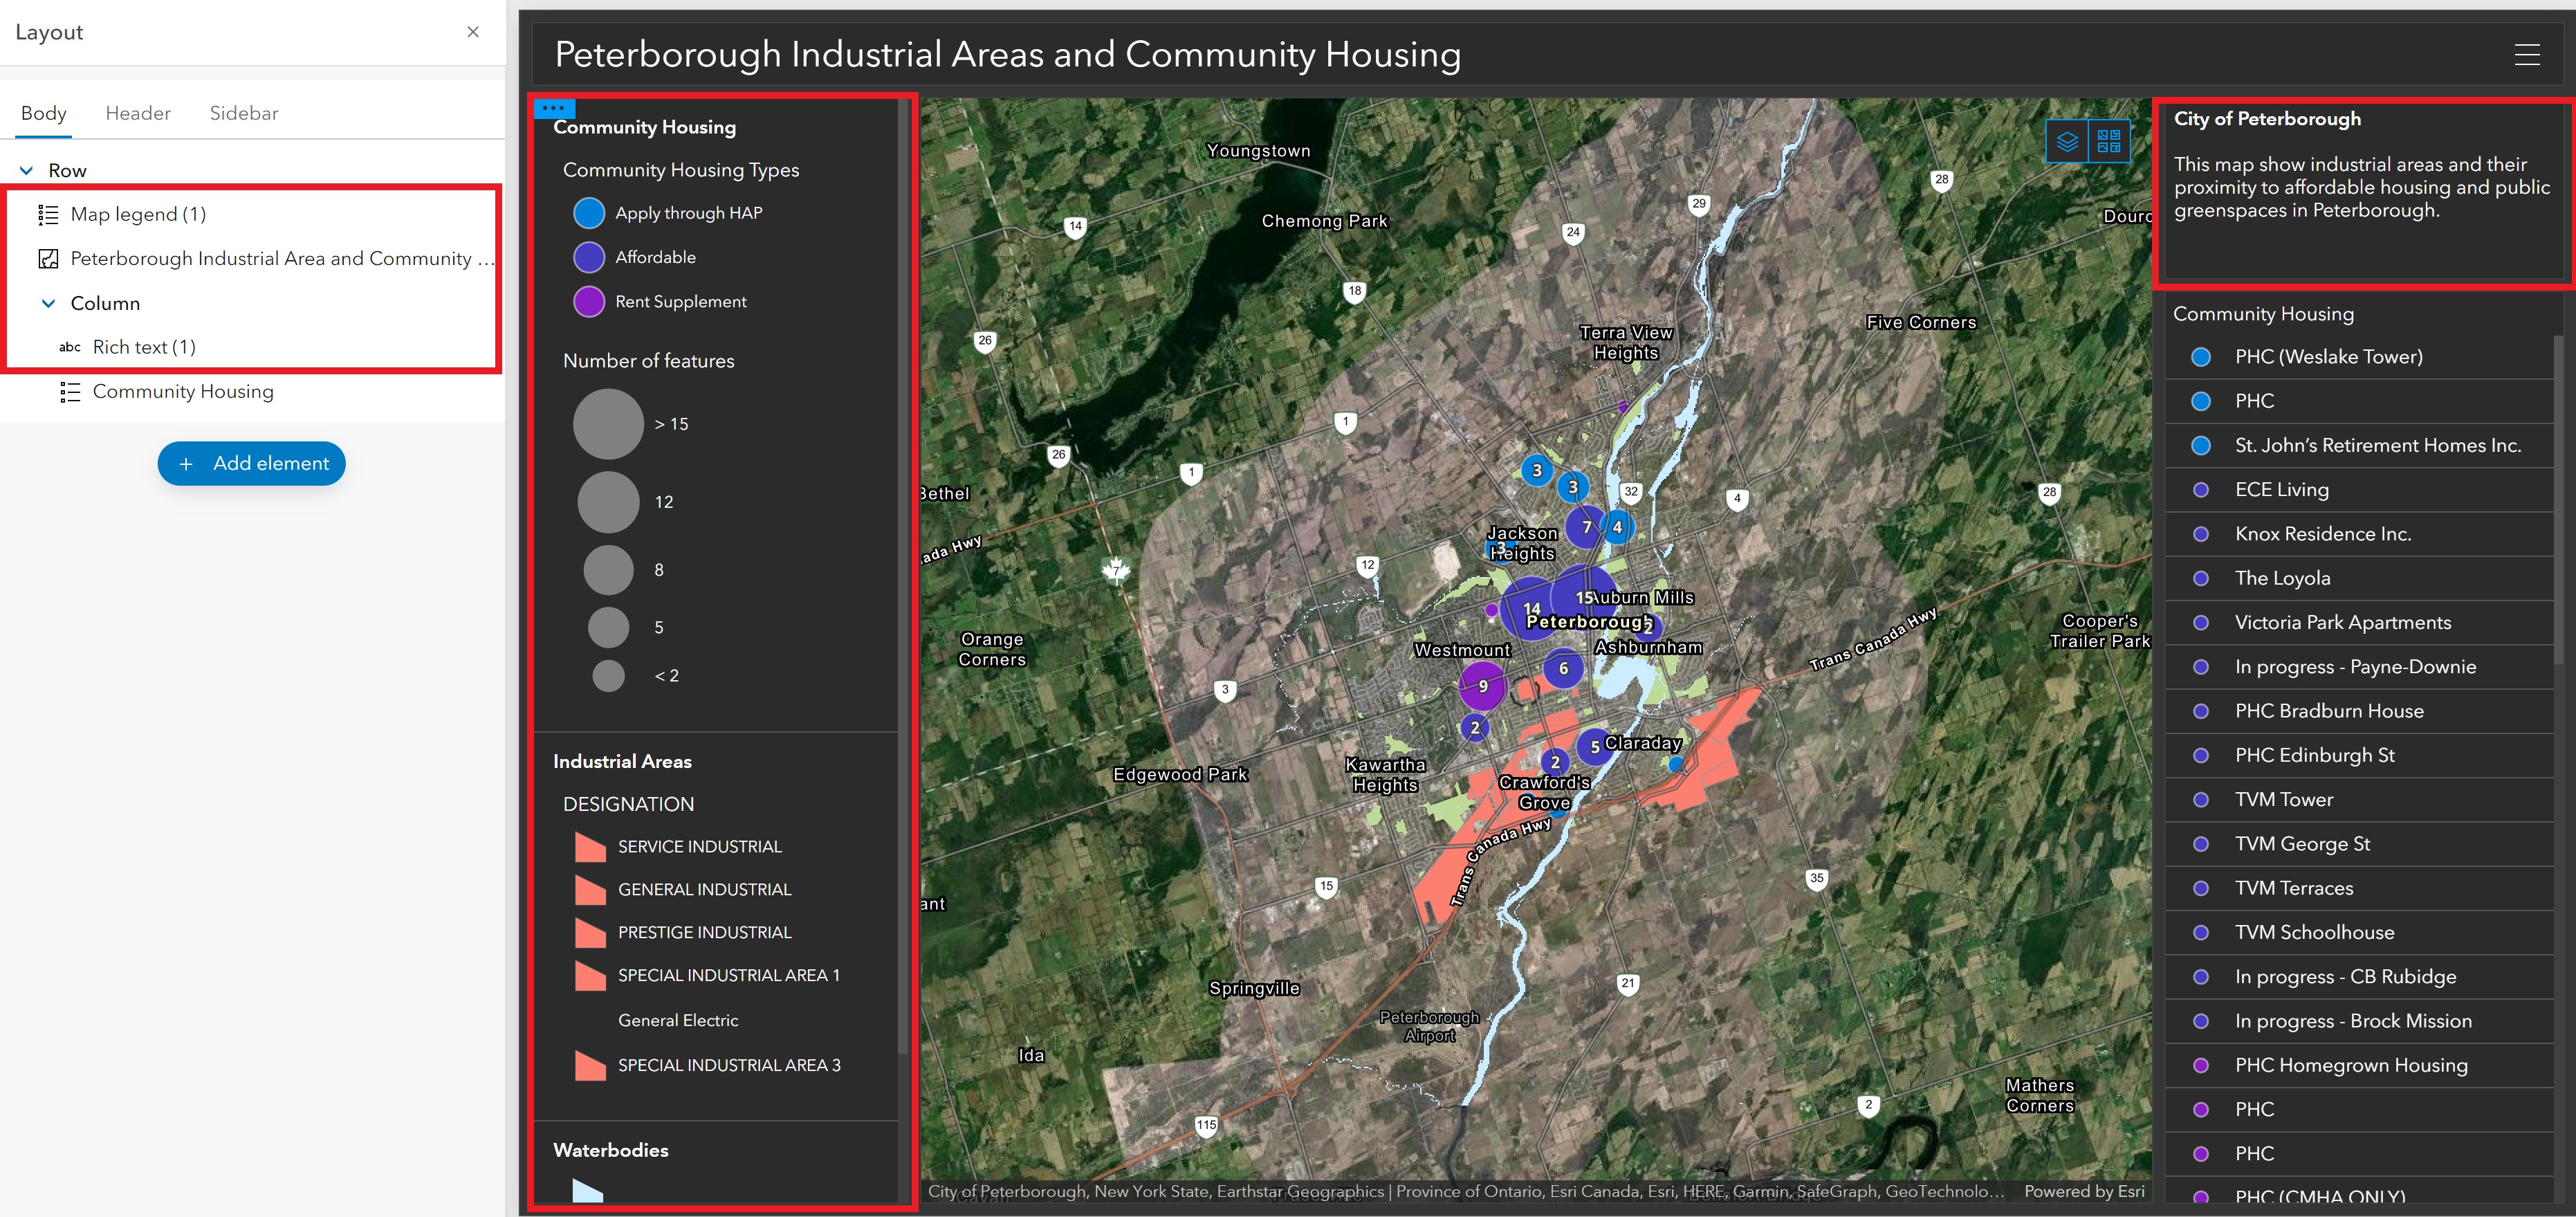 Layout
Body Header Sidebar
Row
Map legend (1)
Peterborough Industrial Area and Community ...
Column
abc Rich text (1)
Community Housing
+ Add element
Peterborough Industrial Areas and Community Housing
Community Housing
Community Housing Types
Apply through HAP
Affordable
Rent Supplement
Number of features
> 15
12
8
5
< 2
Industrial Areas
DESIGNATION
SERVICE INDUSTRIAL
GENERAL INDUSTRIAL
PRESTIGE INDUSTRIAL
SPECIAL INDUSTRIAL AREA 1
General Electric
SPECIAL INDUSTRIAL AREA 3
Waterbodies
Youngstown
28
29
14
Chemong Park
24
Douro
18
Terra View
Heights
Five Corners
26
1
26
1
3
3
32
4
28
Bethel
7
4
Jackson
Heights
3
ada Hwy
7
12
15
Auburn Mills
14
Peterborough
2
Cooper's
Trailer Park
Orange
Corners
Westmount
Ashburnham
Trans Canada Hwy
6
3
9
2
5
Claraday
2
Edgewood Park
Kawartha
Heights
Crawford's
Grove
Trans Canada Hwy
15
35
ant
Springville
21
Peterborough
Airport
Ida
Mathers
Corners
2
115
City of Peterborough, New York State, Earthstar Geographics | Province of Ontario, Esri Canada, Esri, HERE, Garmin, SafeGraph, GeoTechnolo...
Powered by Esri
City of Peterborough
This map show industrial areas and their
proximity to affordable housing and public
greenspaces in Peterborough.
Community Housing
PHC (Weslake Tower)
PHC
St. John's Retirement Homes Inc.
ECE Living
Knox Residence Inc.
The Loyola
Victoria Park Apartments
In progress - Payne-Downie
PHC Bradburn House
PHC Edinburgh St
TVM Tower
TVM George St
TVM Terraces
TVM Schoolhouse
In progress - CB Rubidge
In progress - Brock Mission
PHC Homegrown Housing
PHC
PHC
PHC (CMHA ONLY)